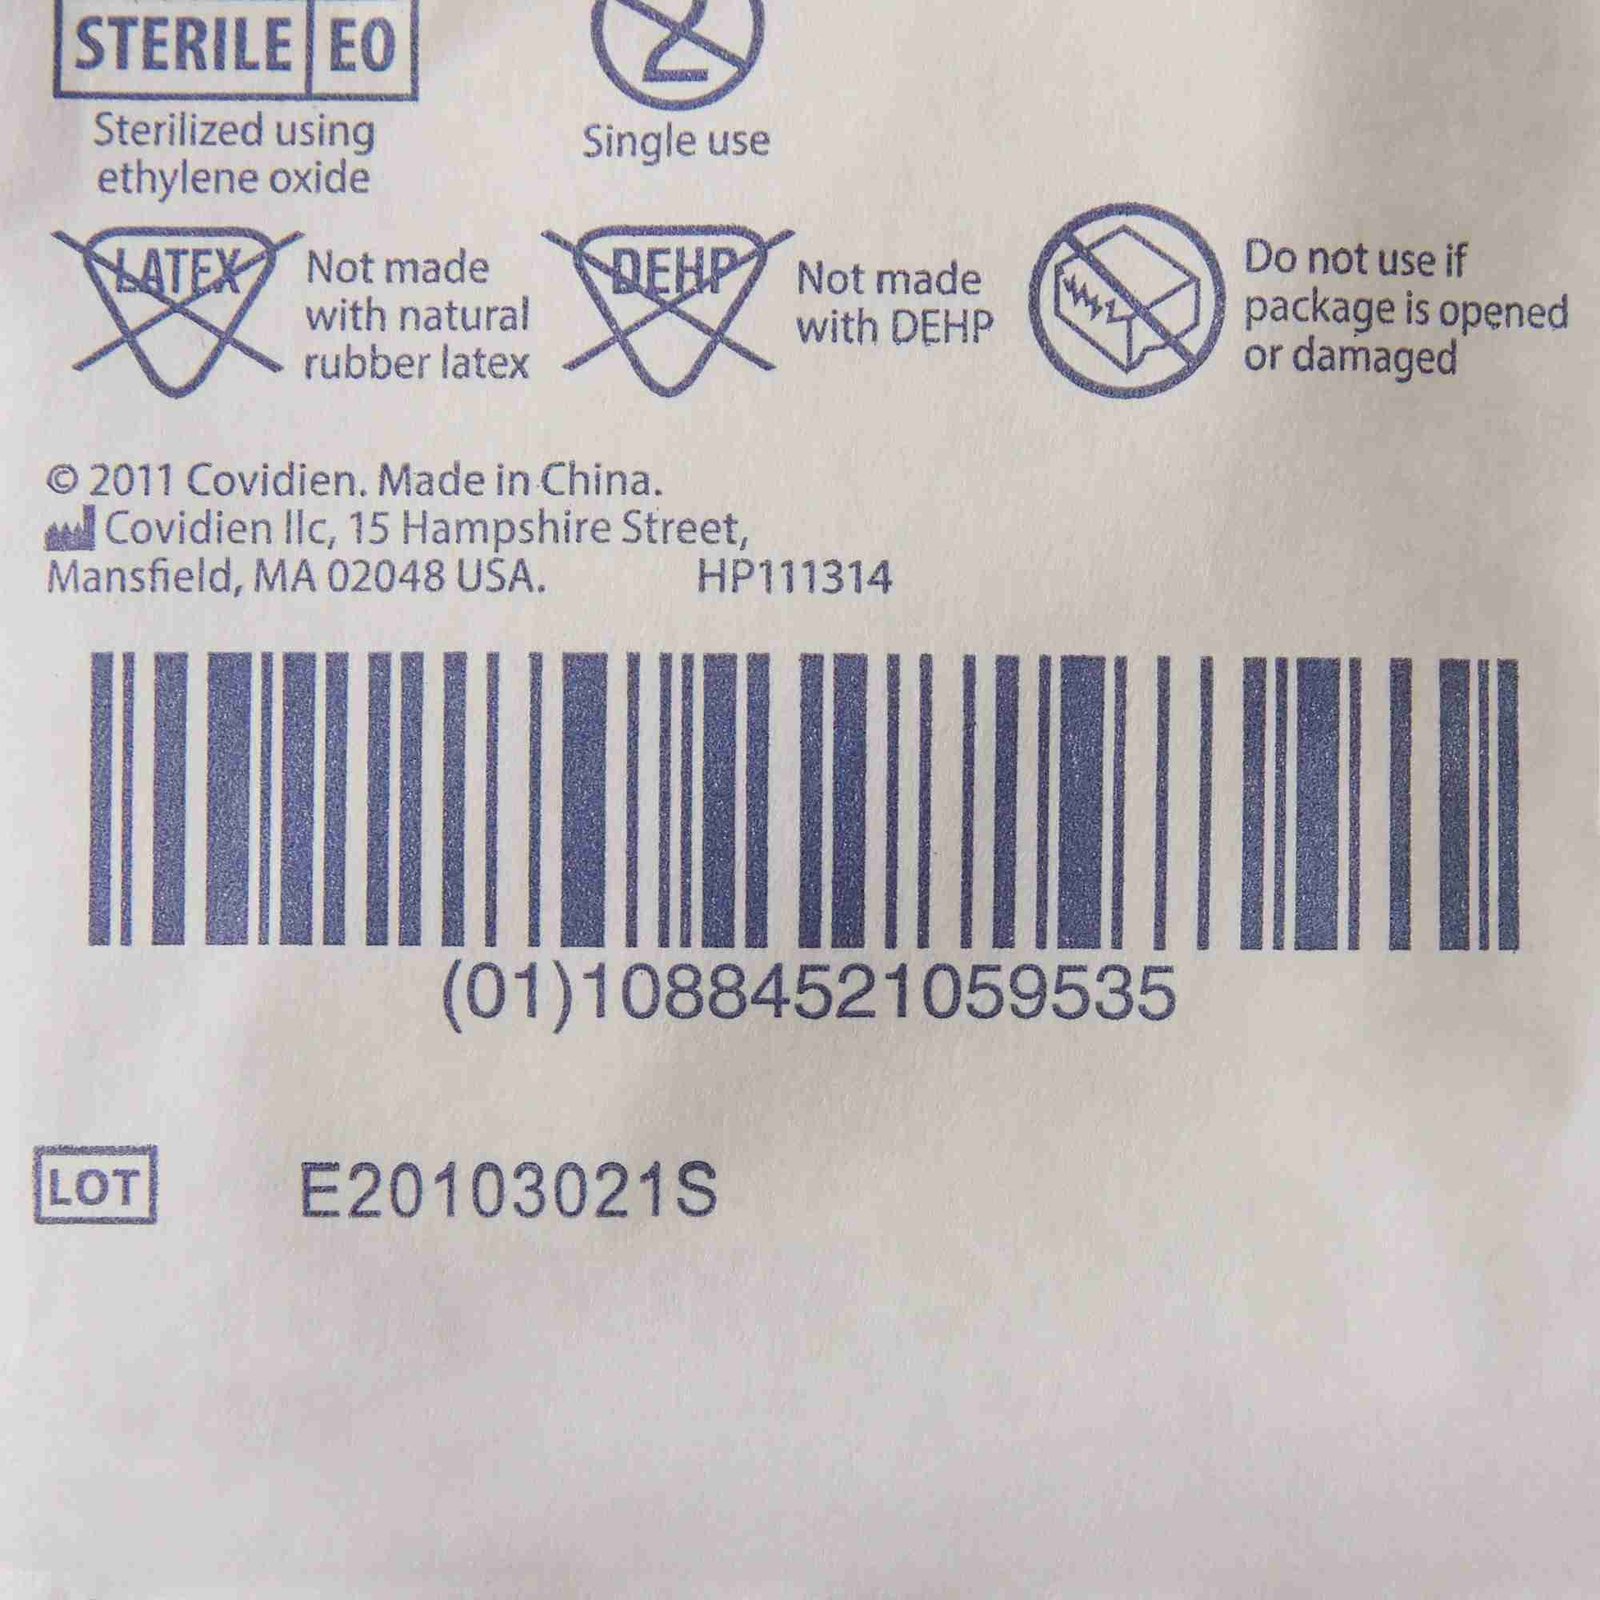 STERILE EO
2
Sterilized using
ethylene oxide
Single use
LATEX
Not made
with natural
rubber latex
DEHP
Not made
with DEHP
Do not use if
package is opened
or damaged
© 2011 Covidien. Made in China.
Covidien llc, 15 Hampshire Street,
Mansfield, MA 02048 USA. HP111314
(01)10884521059535
LOT E20103021S